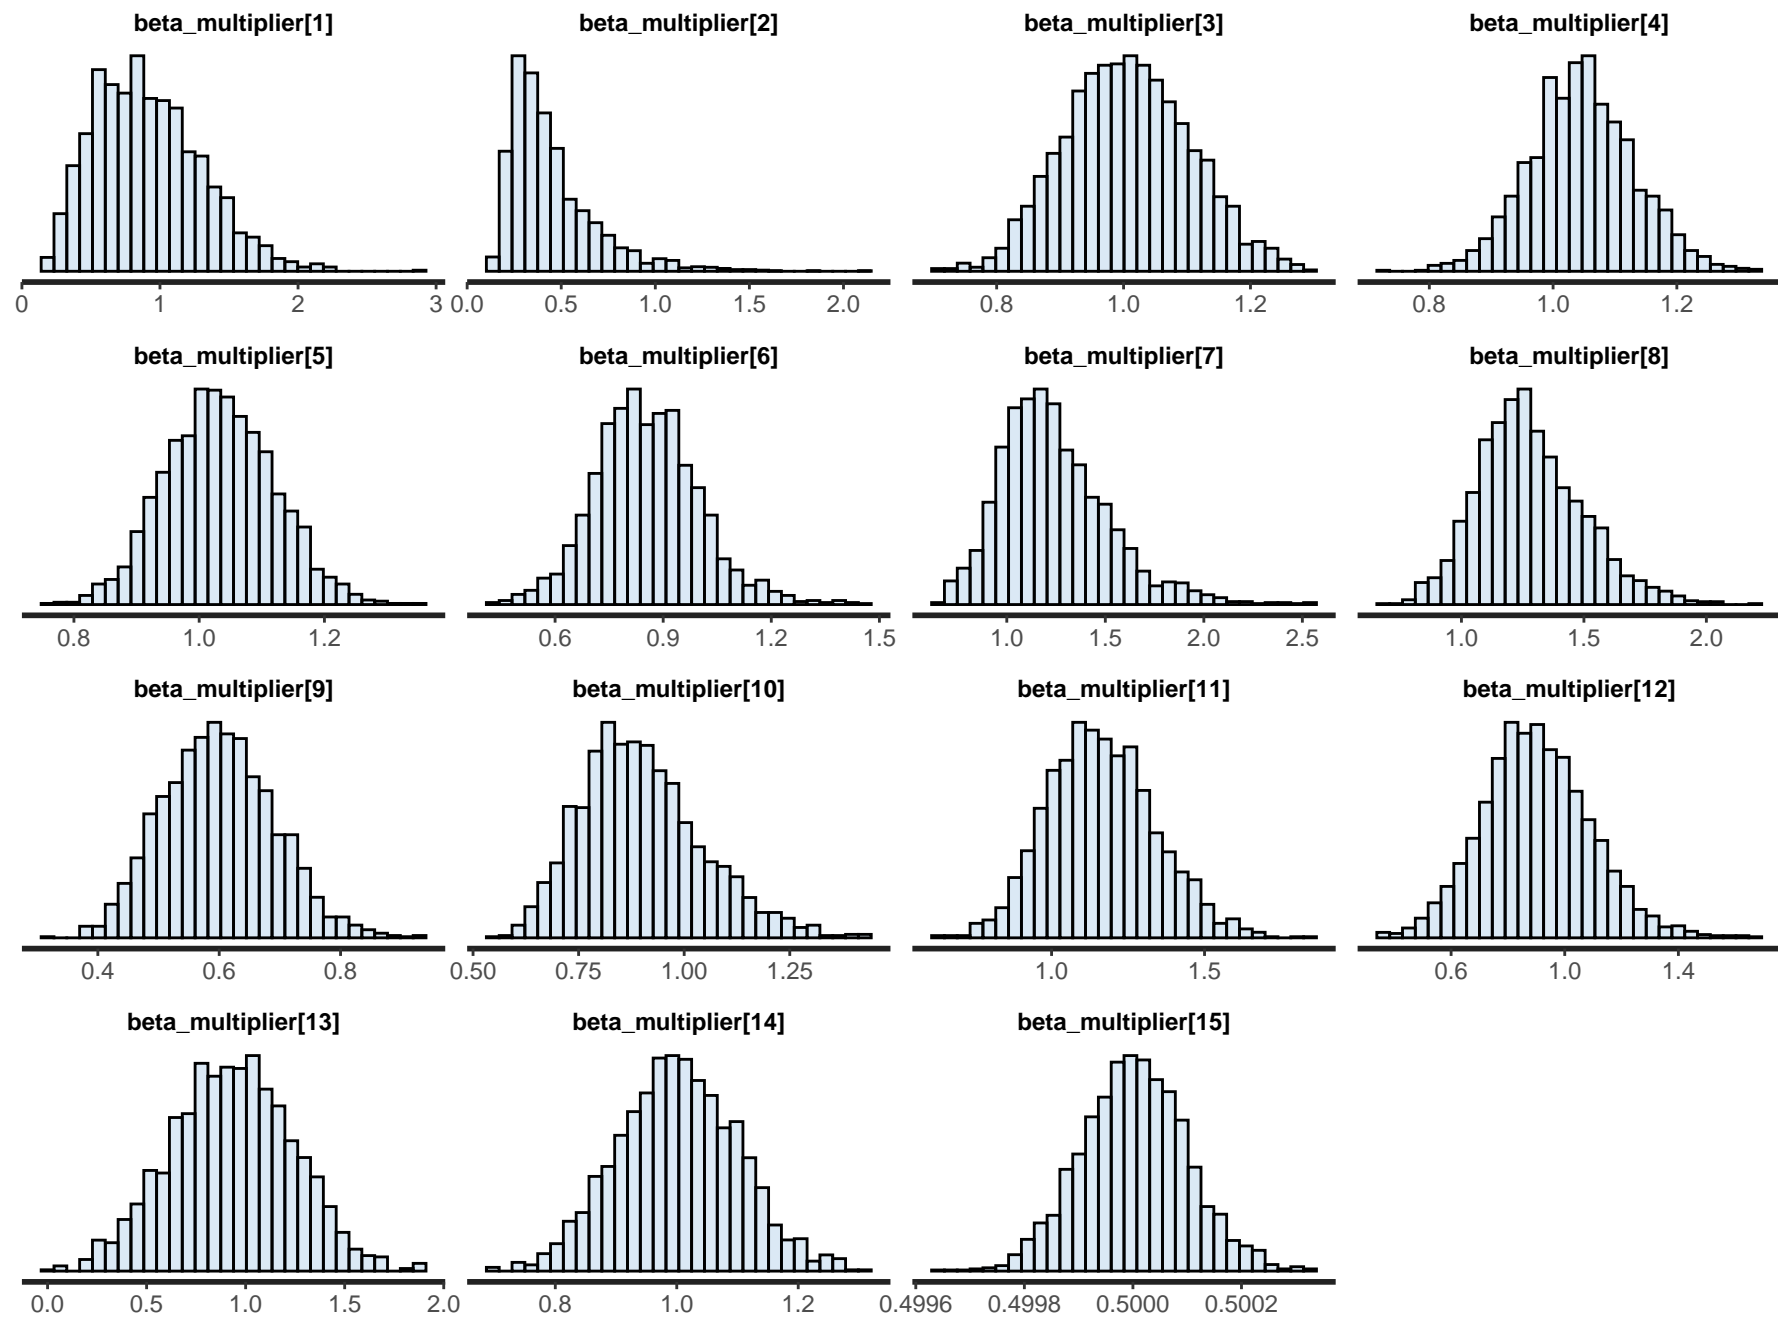 beta_multiplier[1] beta_multiplier[2] beta_multiplier[3] beta_multiplier[4]
0 1 2 3 0.0 0.5 1.0 1.5 2.0 0.8 1.0 1.2 0.8 1.0 1.2
beta_multiplier[5] beta_multiplier[6] beta_multiplier[7] beta_multiplier[8]
0.8 1.0 1.2 0.6 0.9 1.2 1.5 1.0 1.5 2.0 2.5 1.0 1.5 2.0
beta_multiplier[9] beta_multiplier[10] beta_multiplier[11] beta_multiplier[12]
0.4 0.6 0.8 0.50 0.75 1.00 1.25 1.0 1.5 0.6 1.0 1.4
beta_multiplier[13] beta_multiplier[14] beta_multiplier[15]
0.0 0.5 1.0 1.5 2.0 0.8 1.0 1.2 0.4996 0.4998 0.5000 0.5002